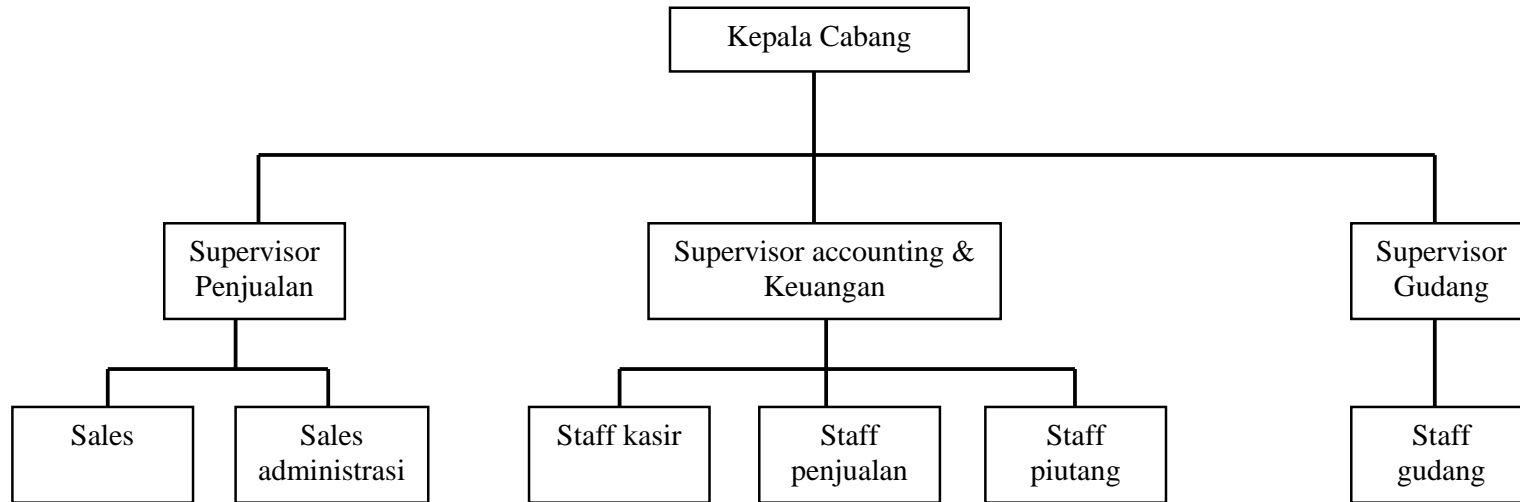 Kepala Cabang
Supervisor
Penjualan
Supervisor accounting &
Keuangan
Supervisor
Gudang
Sales
Sales
administrasi
Staff kasir
Staff
penjualan
Staff
piutang
Staff
gudang